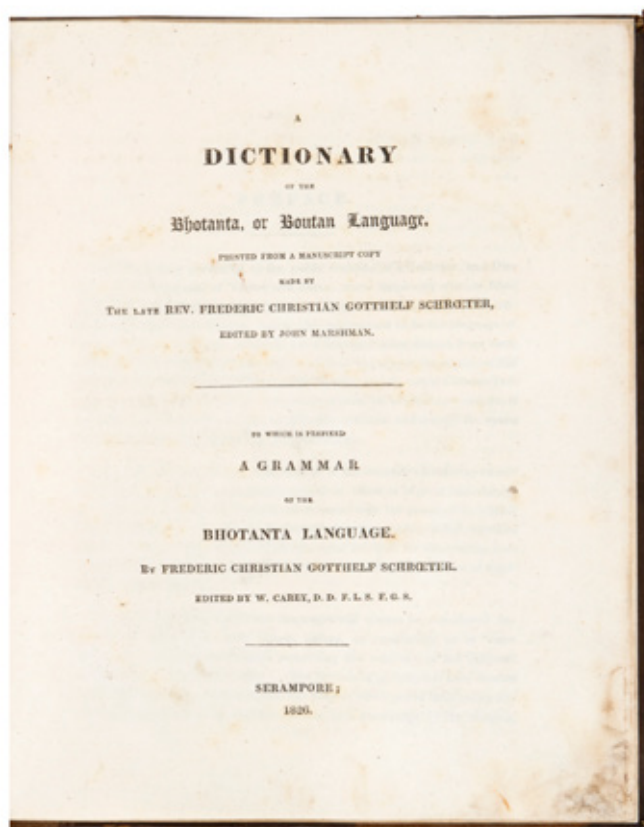 A
DICTIONARY
OF THE
Bhotanta, or Boutan Language.
PRINTED FROM A MANUSCRIPT COPY
MADE BY
THE LATE REV. FREDERIC CHRISTIAN GOTTHELF SCHRŒTER,
EDITED BY JOHN MARSHMAN.
TO WHICH IS PREFIXED
A GRAMMAR
OF THE
BHOTANTA LANGUAGE.
BY FREDERIC CHRISTIAN GOTTHELF SCHRŒTER.
EDITED BY W. CAREY, D. D. F. L. S. F. G. S.
SERAMPORE;
1826.